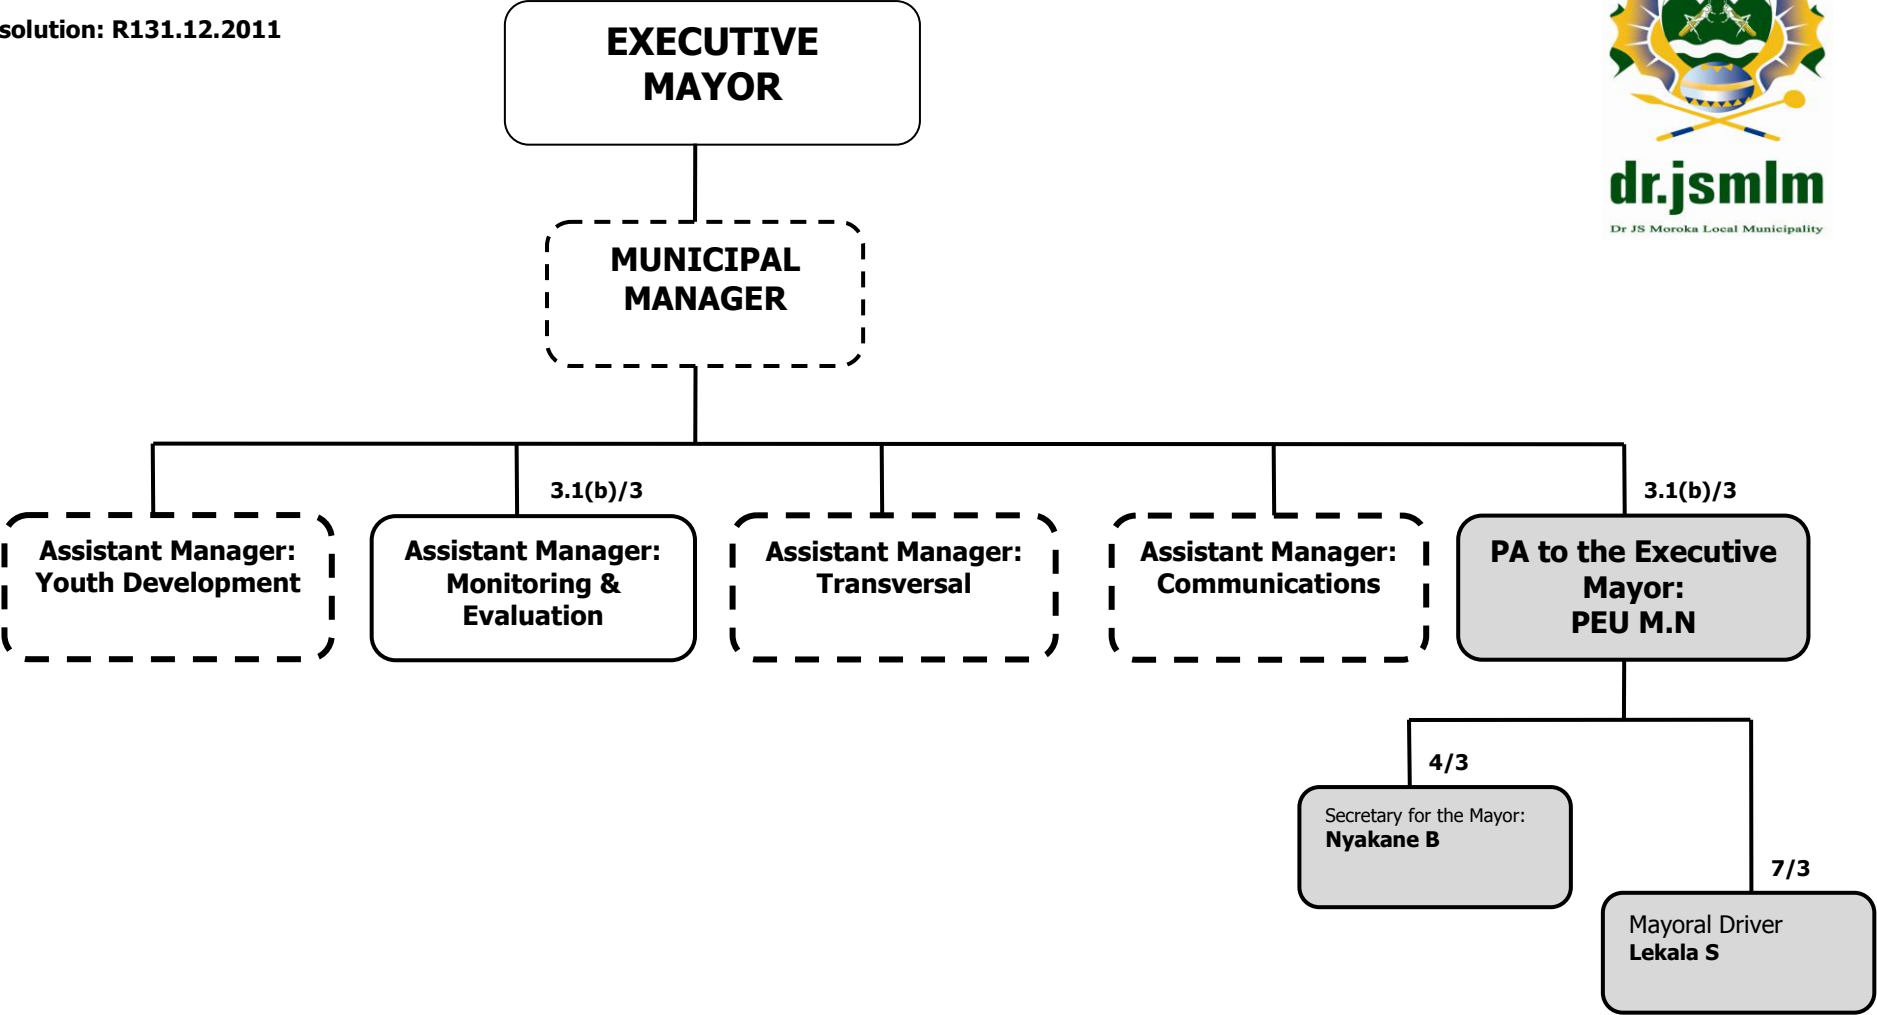 solution: R131.12.2011
EXECUTIVE
MAYOR
dr.jsmlm
Dr JS Moroka Local Municipality
MUNICIPAL
MANAGER
3.1(b)/3
3.1(b)/3
Assistant Manager:
Youth Development
Assistant Manager:
Monitoring &
Evaluation
Assistant Manager:
Transversal
Assistant Manager:
Communications
PA to the Executive
Mayor:
PEU M.N
4/3
Secretary for the Mayor:
Nyakane B
7/3
Mayoral Driver
Lekala S